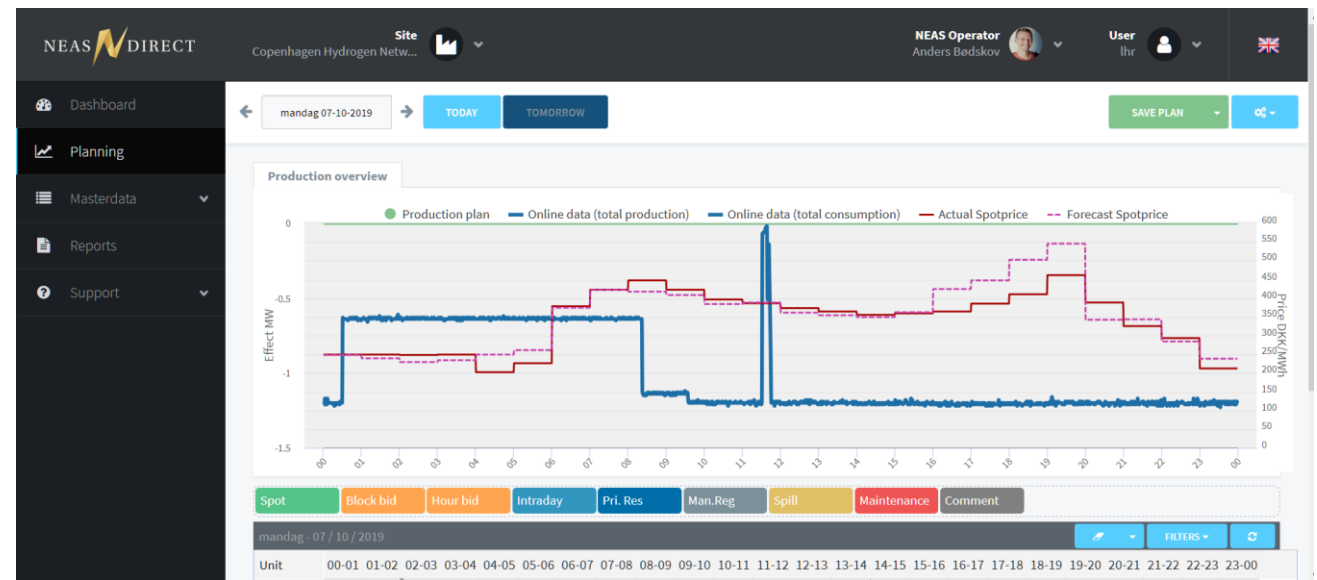 NEAS DIRECT
Site
Copenhagen Hydrogen Netw...
NEAS Operator
Anders Bødskov
User
lhr
Dashboard
Planning
Masterdata
Reports
Support
mandag 07-10-2019
TODAY
TOMORROW
SAVE PLAN
Production overview
Production plan
Online data (total production)
Online data (total consumption)
Actual Spotprice
Forecast Spotprice
Effect MW
0
-0.5
-1
-1.5
Price DKK/MWh
600
550
500
450
400
350
300
250
200
150
100
50
0
00 01 02 03 04 05 06 07 08 09 10 11 12 13 14 15 16 17 18 19 20 21 22 23 00
Spot Block bid Hour bid Intraday Pri. Res Man.Reg Spill Maintenance Comment
mandag - 07 / 10 / 2019
FILTERS
Unit 00-01 01-02 02-03 03-04 04-05 05-06 06-07 07-08 08-09 09-10 10-11 11-12 12-13 13-14 14-15 15-16 16-17 17-18 18-19 19-20 20-21 21-22 22-23 23-00